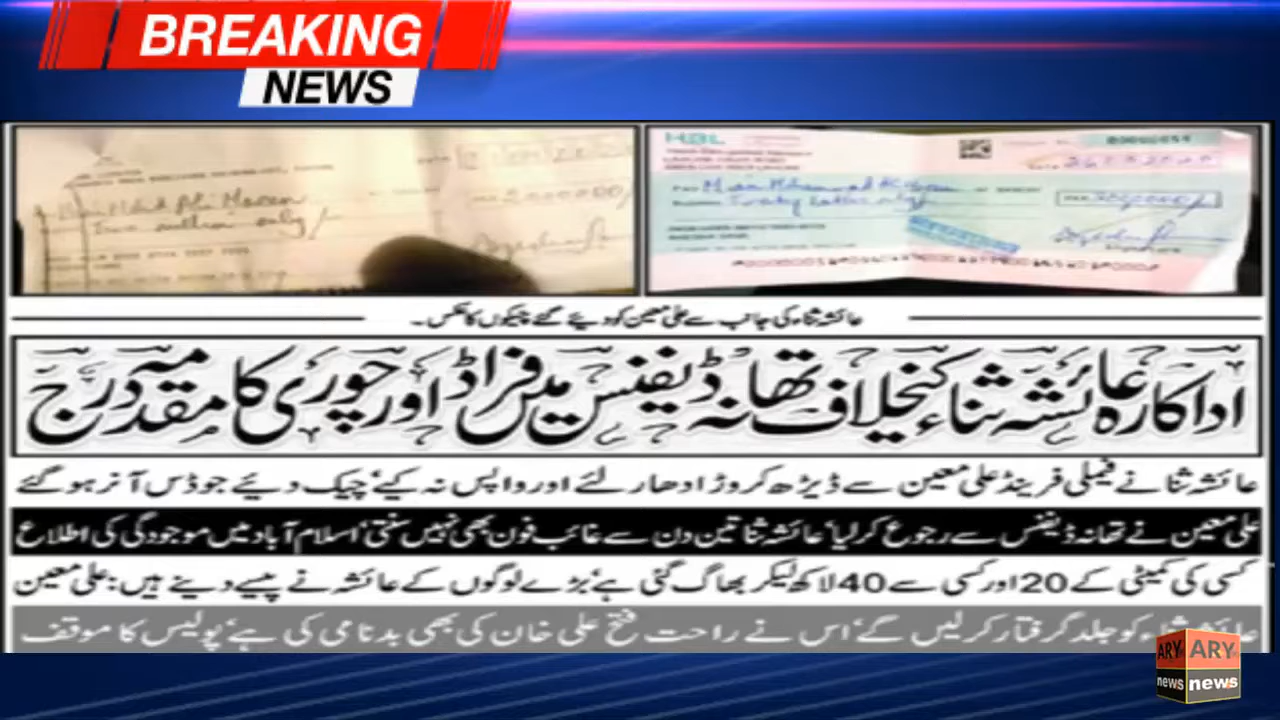 BREAKING
NEWS
HBL
عائشہ ثناء کی جانب سے علی معین کو دیئے گئے چیکوں کا عکس۔
اداکارہ عائشہ ثناء کیخلاف تھانہ ڈیفنس میں فراڈ اور چوری کا مقدمہ درج
عائشہ ثنا نے فیملی فرینڈ علی معین سے ڈیڑھ کروڑ ادھار لئے اور واپس نہ کیے‘ چیک دیئے جو ڈس آنر ہو گئے
علی معین نے تھانہ ڈیفنس سے رجوع کر لیا‘ عائشہ ثنا تین دن سے غائب فون بھی نہیں سنتی‘ اسلام آباد میں موجودگی کی اطلاع
کسی کی کمیٹی کے 20 اور کسی سے 40 لاکھ لیکر بھاگ گئی ہے‘ بڑے لوگوں کے عائشہ نے پیسے دینے ہیں: علی معین
عائشہ ثناء کو جلد گرفتار کر لیں گے‘ اس نے راحت فتح علی خان کی بھی بدنامی کی ہے‘ پولیس کا موقف
ARY ARY
news news